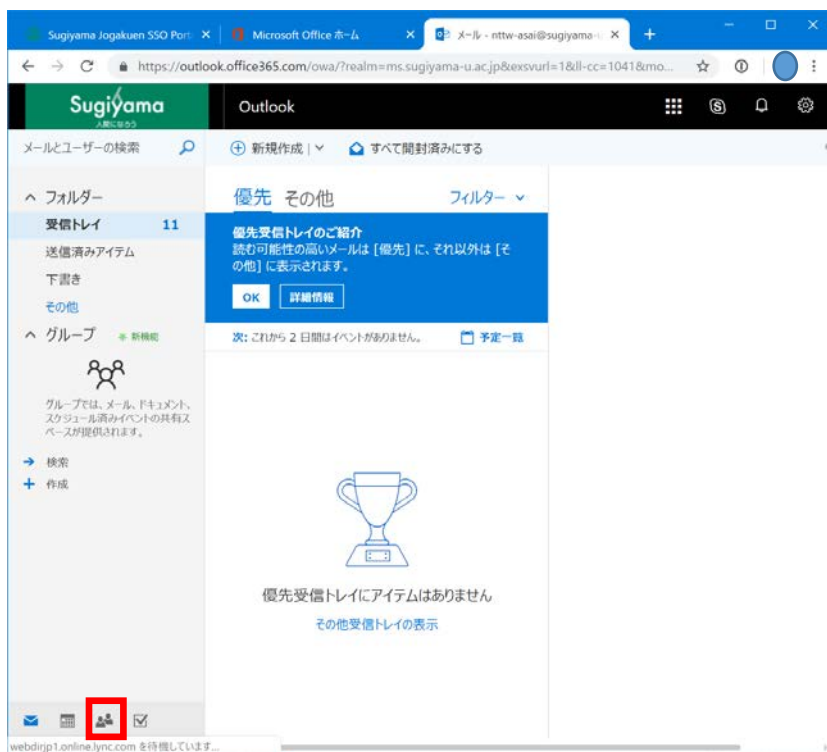 Sugiyama Jogakuen SSO Port
Microsoft Office ホーム
メール - nttw-asai@sugiyama-u
https://outlook.office365.com/owa/?realm=ms.sugiyama-u.ac.jp&exsvurl=1&ll-cc=1041&mo...
Sugiyama
人間になろう
Outlook
メールとユーザーの検索
新規作成
すべて開封済みにする
フォルダー
受信トレイ 11
送信済みアイテム
下書き
その他
グループ 新機能
グループでは、メール、ドキュメント、
スケジュール済みイベントの共有ス
ペースが提供されます。
検索
作成
優先 その他
フィルター
優先受信トレイのご紹介
読む可能性の高いメールは [優先] に、それ以外は [そ
の他] に表示されます。
OK 詳細情報
次: これから 2 日間はイベントがありません。
予定一覧
優先受信トレイにアイテムはありません
その他受信トレイの表示
webdirjp1.online.lync.com を待機しています...